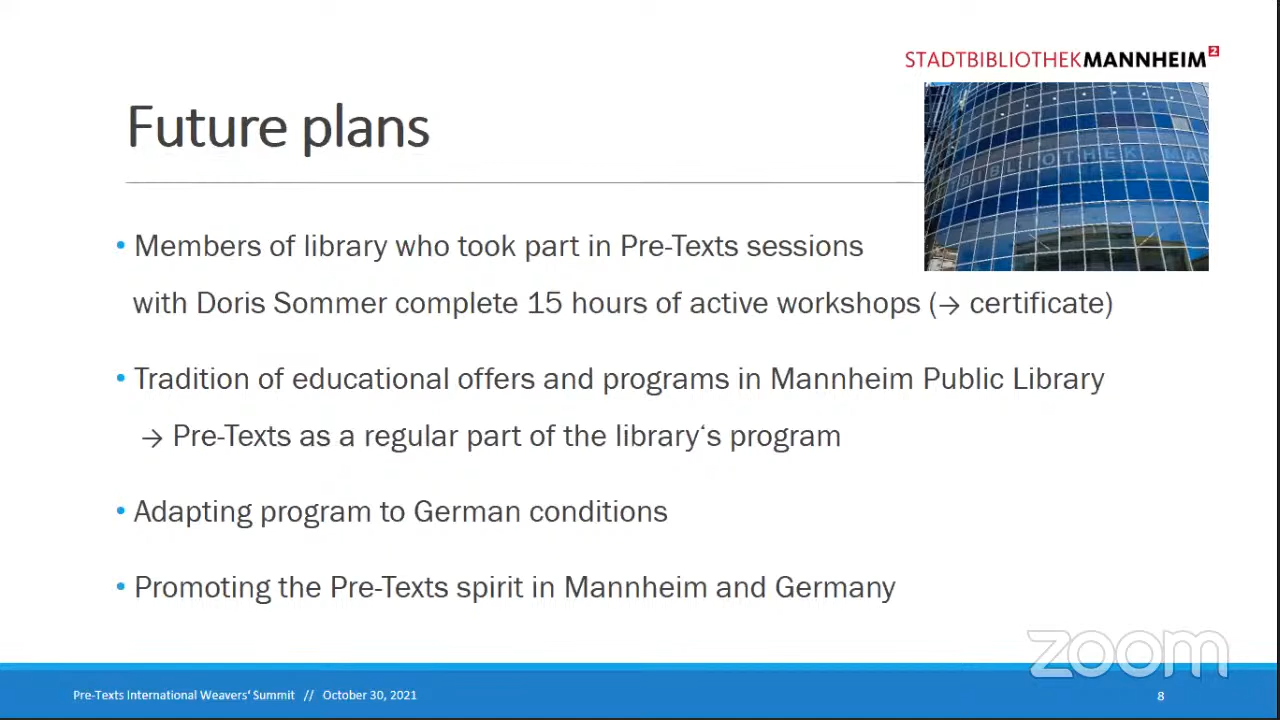 STADTBIBLIOTHEKMANNHEIM²
Future plans
BIBLIOTHEK MA
• Members of library who took part in Pre-Texts sessions
with Doris Sommer complete 15 hours of active workshops (→ certificate)
• Tradition of educational offers and programs in Mannheim Public Library
→ Pre-Texts as a regular part of the library‘s program
• Adapting program to German conditions
• Promoting the Pre-Texts spirit in Mannheim and Germany
zoom
Pre-Texts International Weavers‘ Summit // October 30, 2021
8